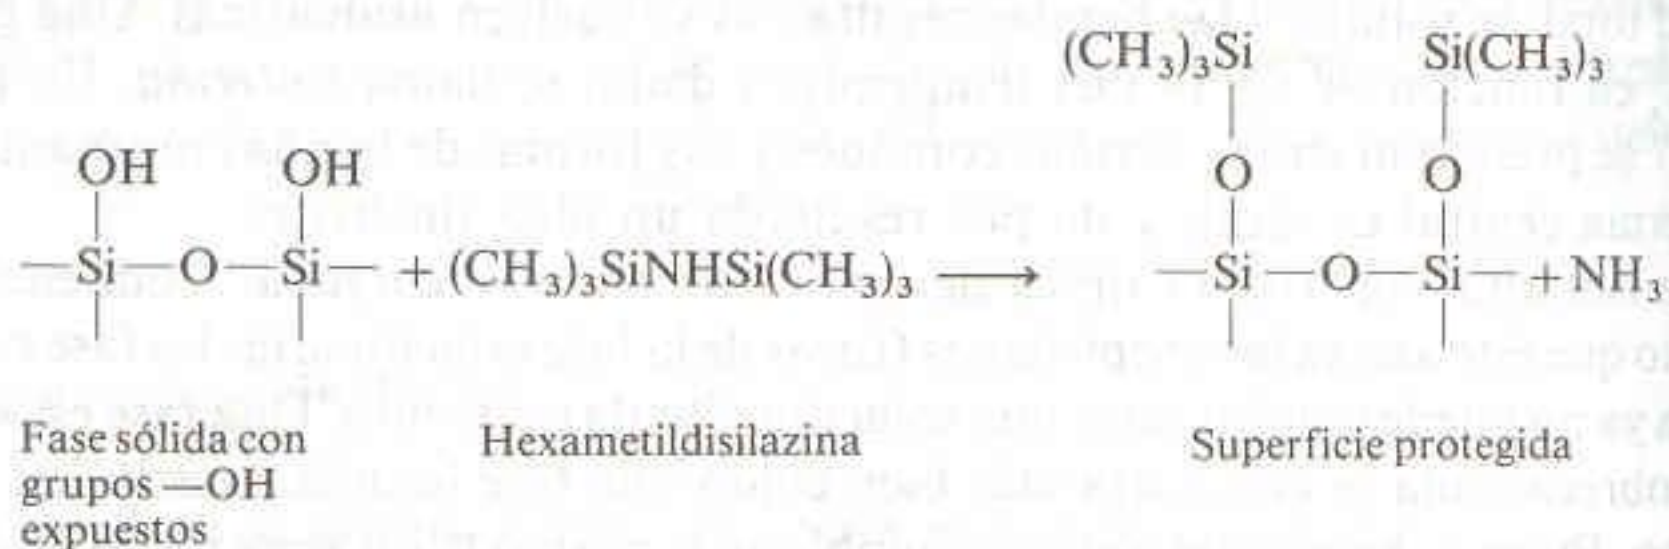 (CH₃)₃Si Si(CH₃)₃
OH OH O O
—Si—O—Si— + (CH₃)₃SiNHSi(CH₃)₃ ⟶ —Si—O—Si— + NH₃
Fase sólida con
grupos —OH
expuestos
Hexametildisilazina
Superficie protegida